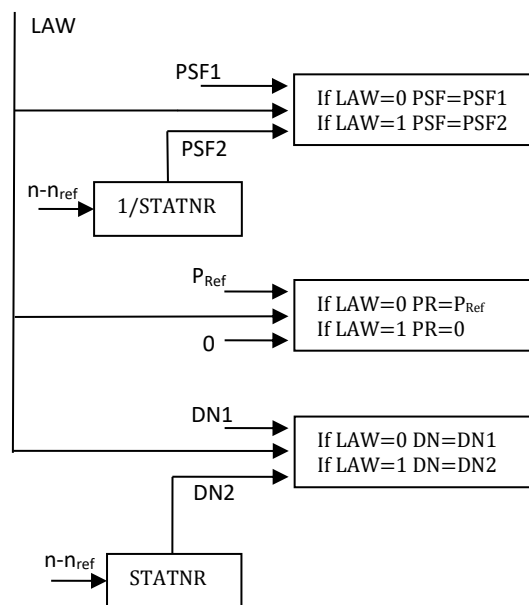 LAW
PSF1
If LAW=0 PSF=PSF1
If LAW=1 PSF=PSF2
PSF2
n-nref
1/STATNR
PRef
If LAW=0 PR=PRef
If LAW=1 PR=0
0
DN1
If LAW=0 DN=DN1
If LAW=1 DN=DN2
DN2
n-nref
STATNR